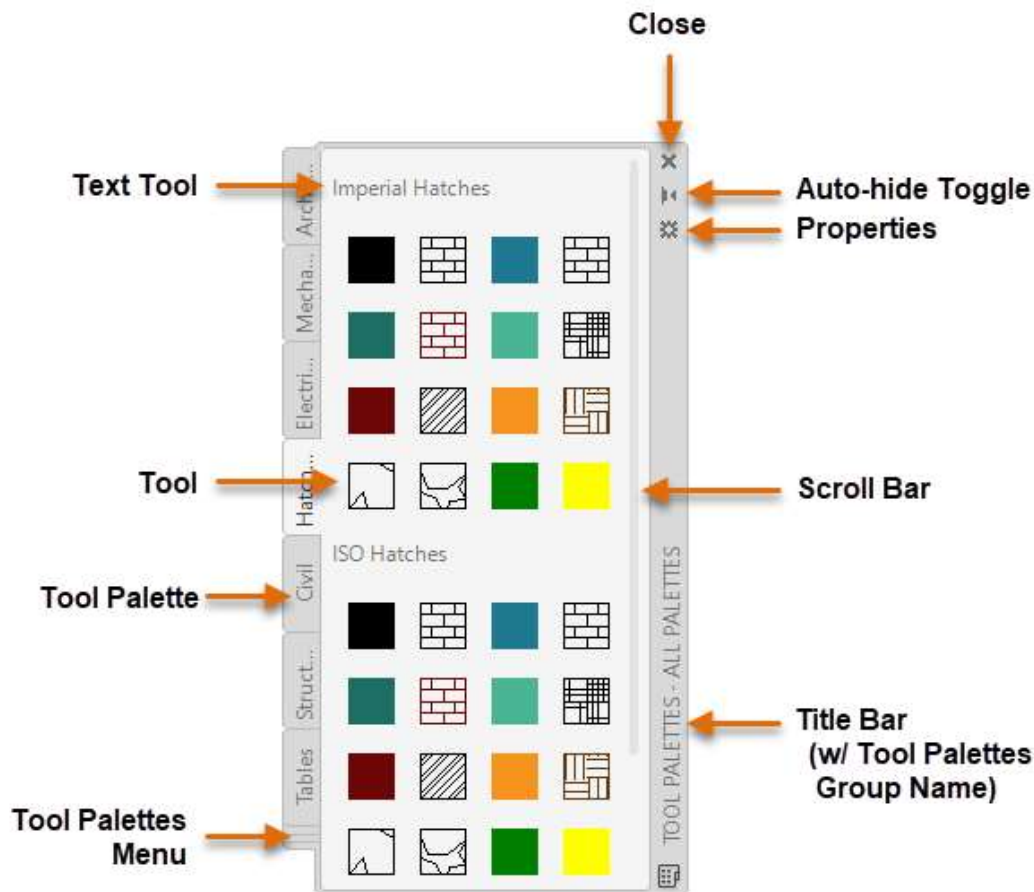 Close
Text Tool
Imperial Hatches
Archi...
Auto-hide Toggle
Properties
Mecha...
Electri...
Tool
Hatch...
Scroll Bar
ISO Hatches
Tool Palette
Civil
Struct...
TOOL PALETTES - ALL PALETTES
Title Bar
(w/ Tool Palettes
Group Name)
Tables
Tool Palettes
Menu